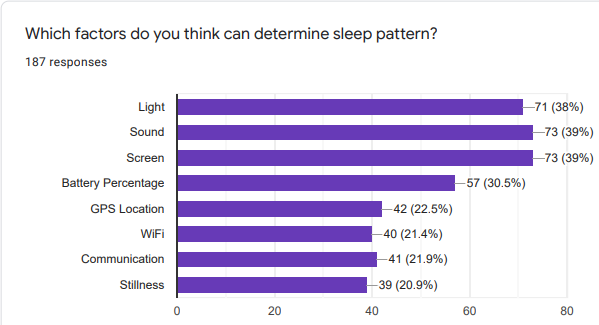 Which factors do you think can determine sleep pattern?
187 responses
Light 71 (38%)
Sound 73 (39%)
Screen 73 (39%)
Battery Percentage 57 (30.5%)
GPS Location 42 (22.5%)
WiFi 40 (21.4%)
Communication 41 (21.9%)
Stillness 39 (20.9%)
0 20 40 60 80